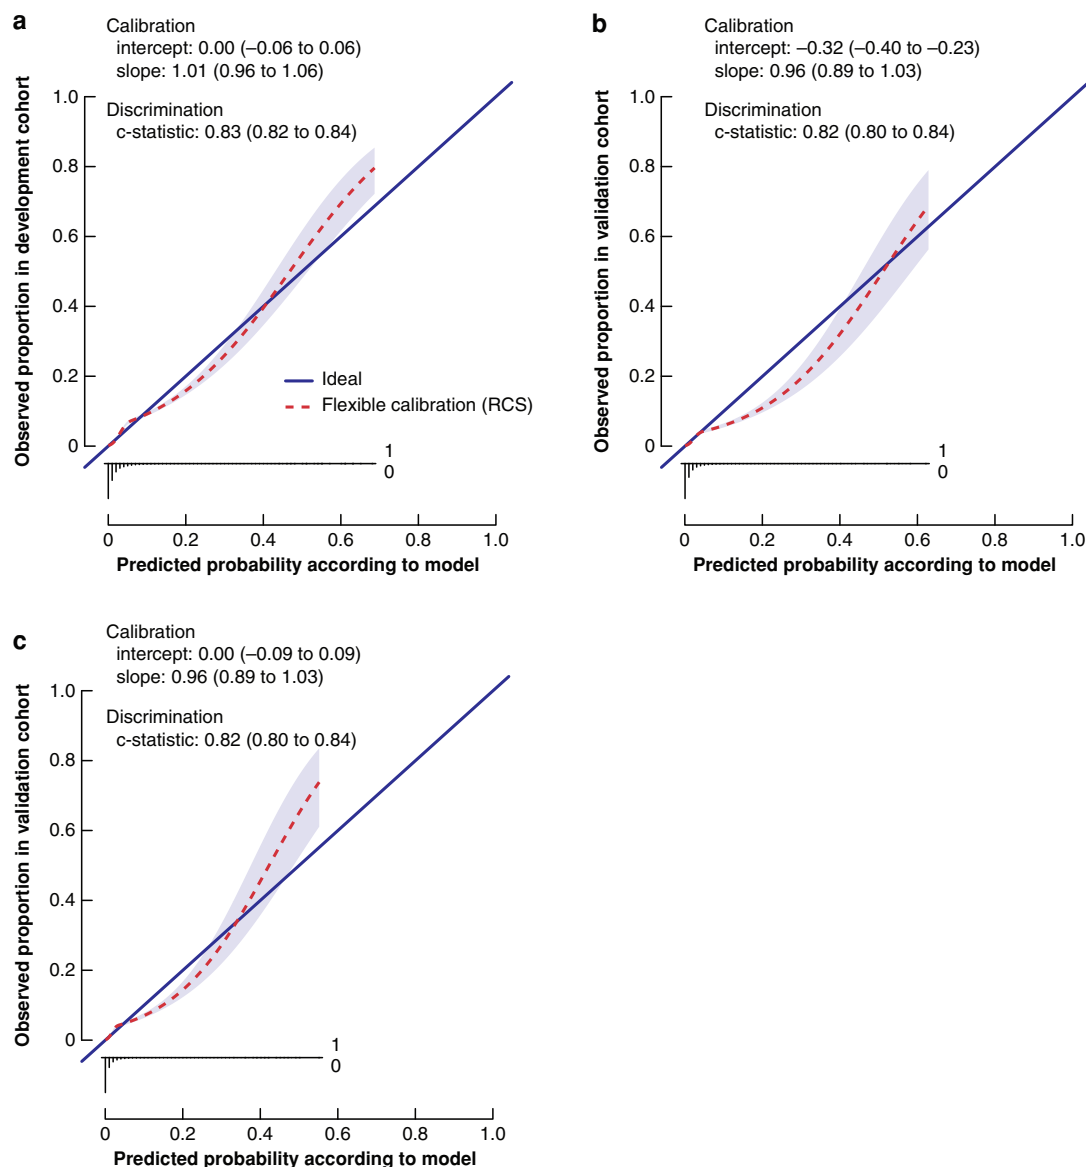 a
Calibration
intercept: 0.00 (–0.06 to 0.06)
slope: 1.01 (0.96 to 1.06)
Discrimination
c-statistic: 0.83 (0.82 to 0.84)
Observed proportion in development cohort
1.0
0.8
0.6
0.4
0.2
0
Ideal
Flexible calibration (RCS)
1
0
0 0.2 0.4 0.6 0.8 1.0
Predicted probability according to model
b
Calibration
intercept: –0.32 (–0.40 to –0.23)
slope: 0.96 (0.89 to 1.03)
Discrimination
c-statistic: 0.82 (0.80 to 0.84)
Observed proportion in validation cohort
1.0
0.8
0.6
0.4
0.2
0
1
0
0 0.2 0.4 0.6 0.8 1.0
Predicted probability according to model
c
Calibration
intercept: 0.00 (–0.09 to 0.09)
slope: 0.96 (0.89 to 1.03)
Discrimination
c-statistic: 0.82 (0.80 to 0.84)
Observed proportion in validation cohort
1.0
0.8
0.6
0.4
0.2
0
1
0
0 0.2 0.4 0.6 0.8 1.0
Predicted probability according to model